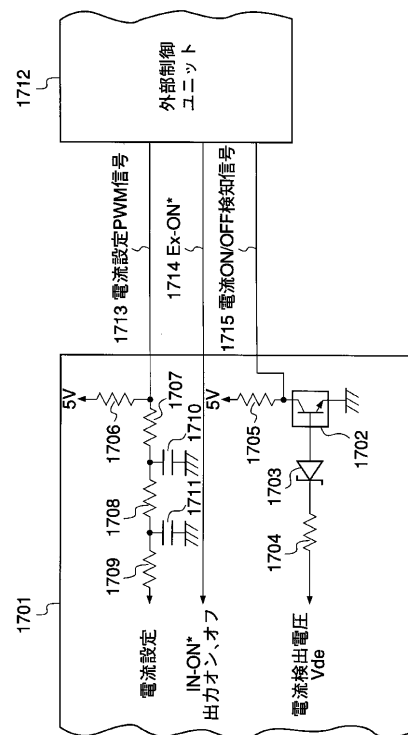 1701
1712
外部制御
ユニット
1713 電流設定PWM信号
1714 Ex-ON*
1715 電流ON/OFF検知信号
5V
1706
1707
1710
1708
1711
1709
電流設定
IN-ON*
出力オン、オフ
5V
1705
1702
1703
1704
電流検出電圧
Vde